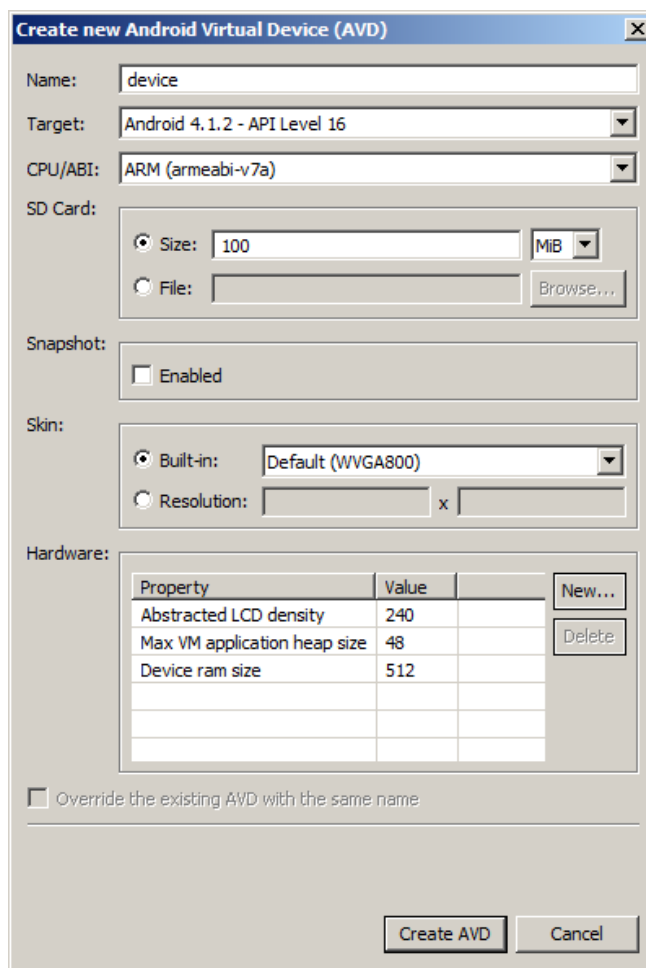 Create new Android Virtual Device (AVD)
Name: device
Target: Android 4.1.2 - API Level 16
CPU/ABI: ARM (armeabi-v7a)
SD Card:
Size: 100 MiB
File: Browse...
Snapshot:
Enabled
Skin:
Built-in: Default (WVGA800)
Resolution: x
Hardware:
Property Value New...
Abstracted LCD density 240
Max VM application heap size 48 Delete
Device ram size 512
Override the existing AVD with the same name
Create AVD Cancel